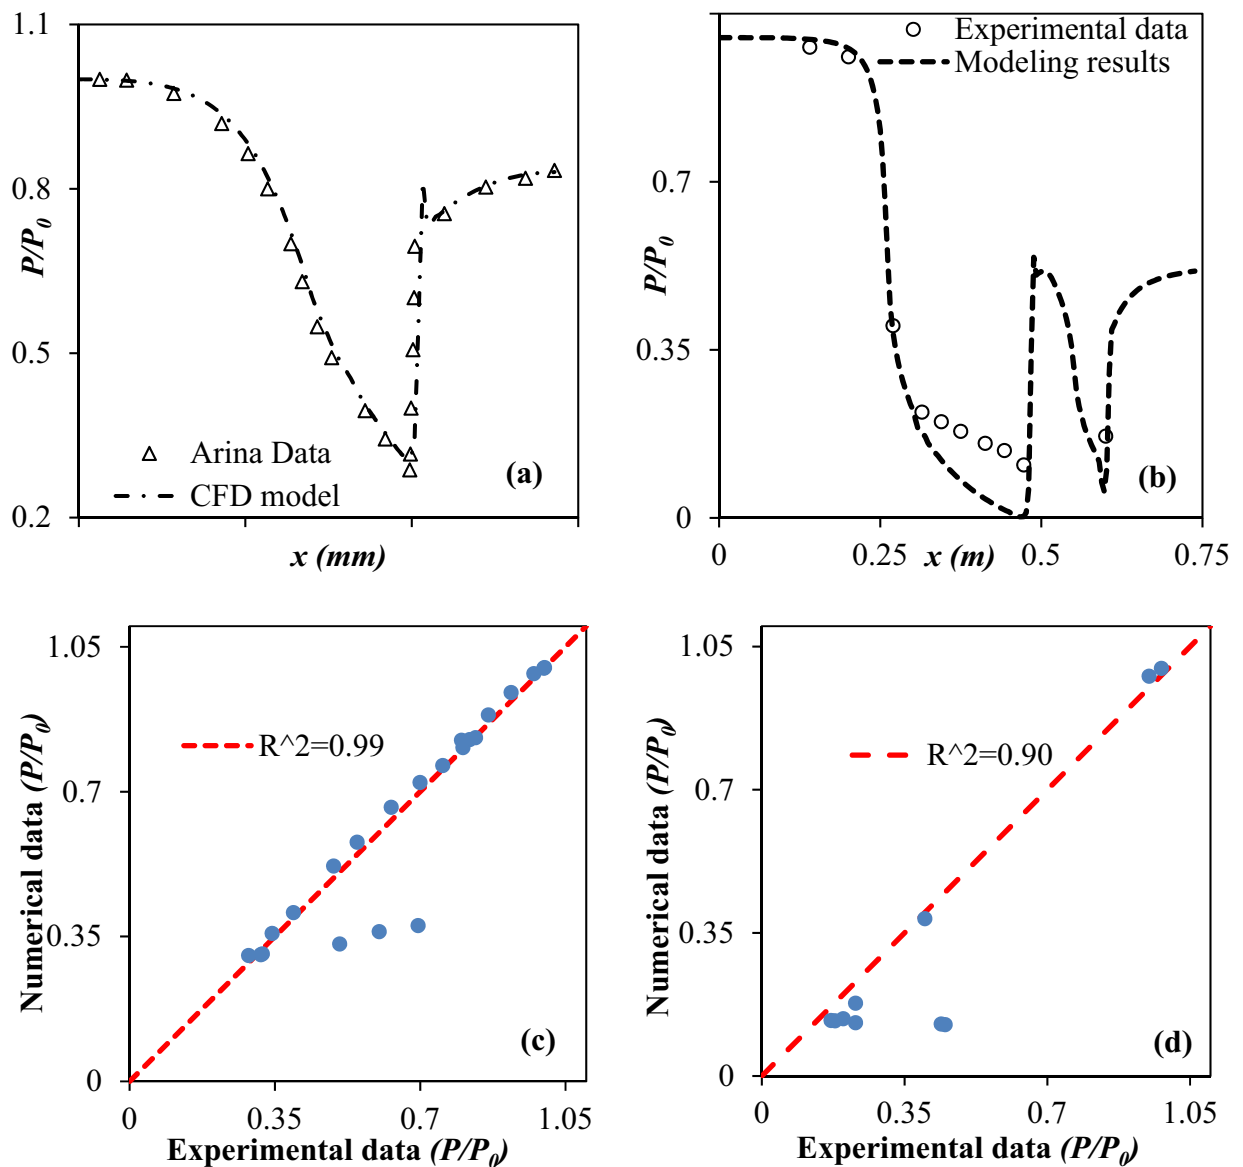 1.1
0.8
0.5
0.2
P/P0
Arina Data
CFD model
(a)
x (mm)
Experimental data
Modeling results
0.7
0.35
0
P/P0
(b)
0
0.25
x (m)
0.5
0.75
1.05
0.7
0.35
0
Numerical data (P/P0)
R^2=0.99
(c)
0
0.35
0.7
1.05
Experimental data (P/P0)
1.05
0.7
0.35
0
Numerical data (P/P0)
R^2=0.90
(d)
0
0.35
0.7
1.05
Experimental data (P/P0)